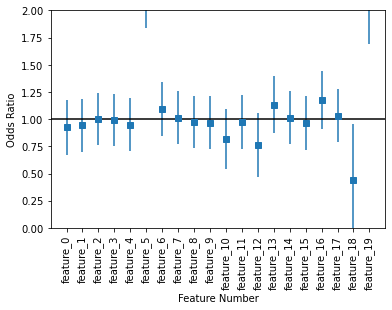 2.00
1.75
1.50
1.25
1.00
0.75
0.50
0.25
0.00
Odds Ratio
feature_0
feature_1
feature_2
feature_3
feature_4
feature_5
feature_6
feature_7
feature_8
feature_9
feature_10
feature_11
feature_12
feature_13
feature_14
feature_15
feature_16
feature_17
feature_18
feature_19
Feature Number